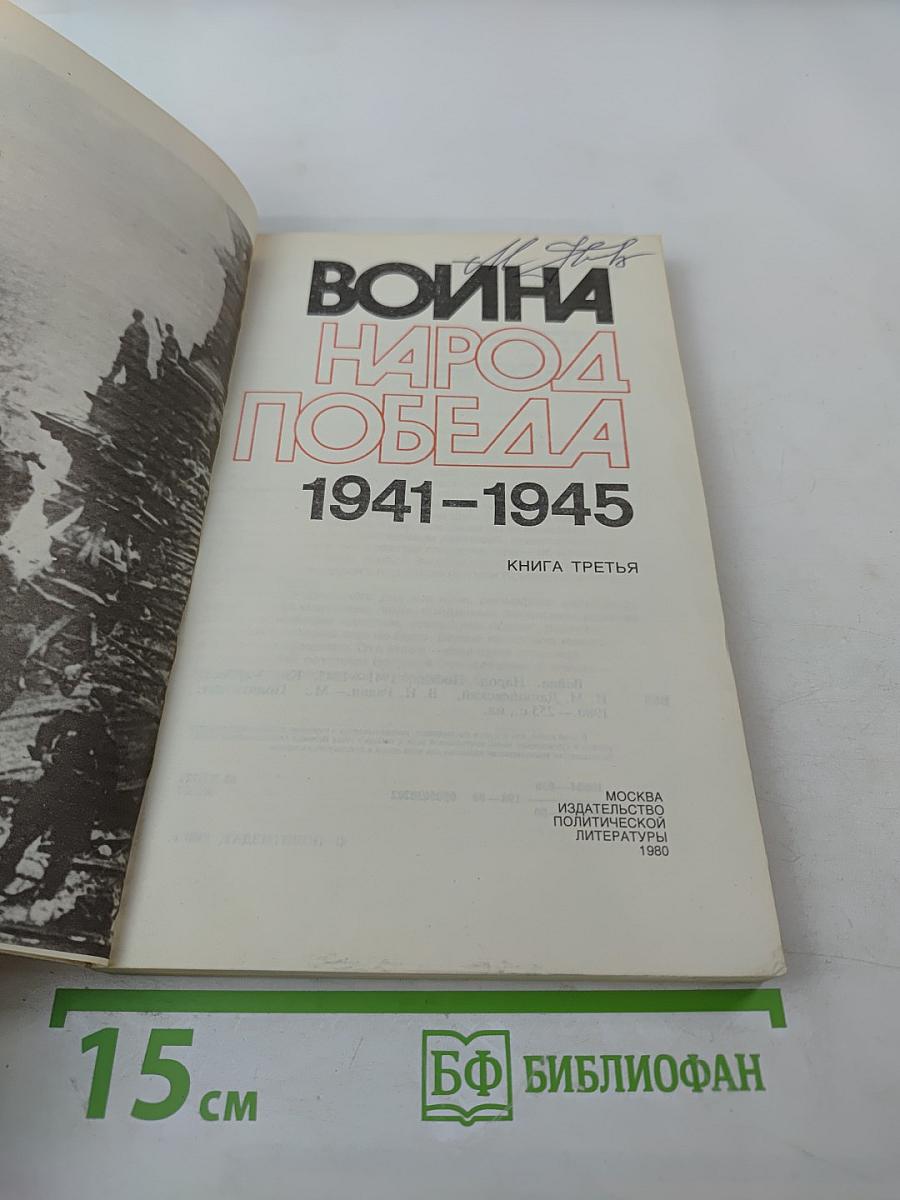 ВОЙНА
НАРОД
ПОБЕДА
1941–1945
КНИГА ТРЕТЬЯ
МОСКВА
ИЗДАТЕЛЬСТВО
ПОЛИТИЧЕСКОЙ
ЛИТЕРАТУРЫ
1980
15 см
БФ БИБЛИОФАН